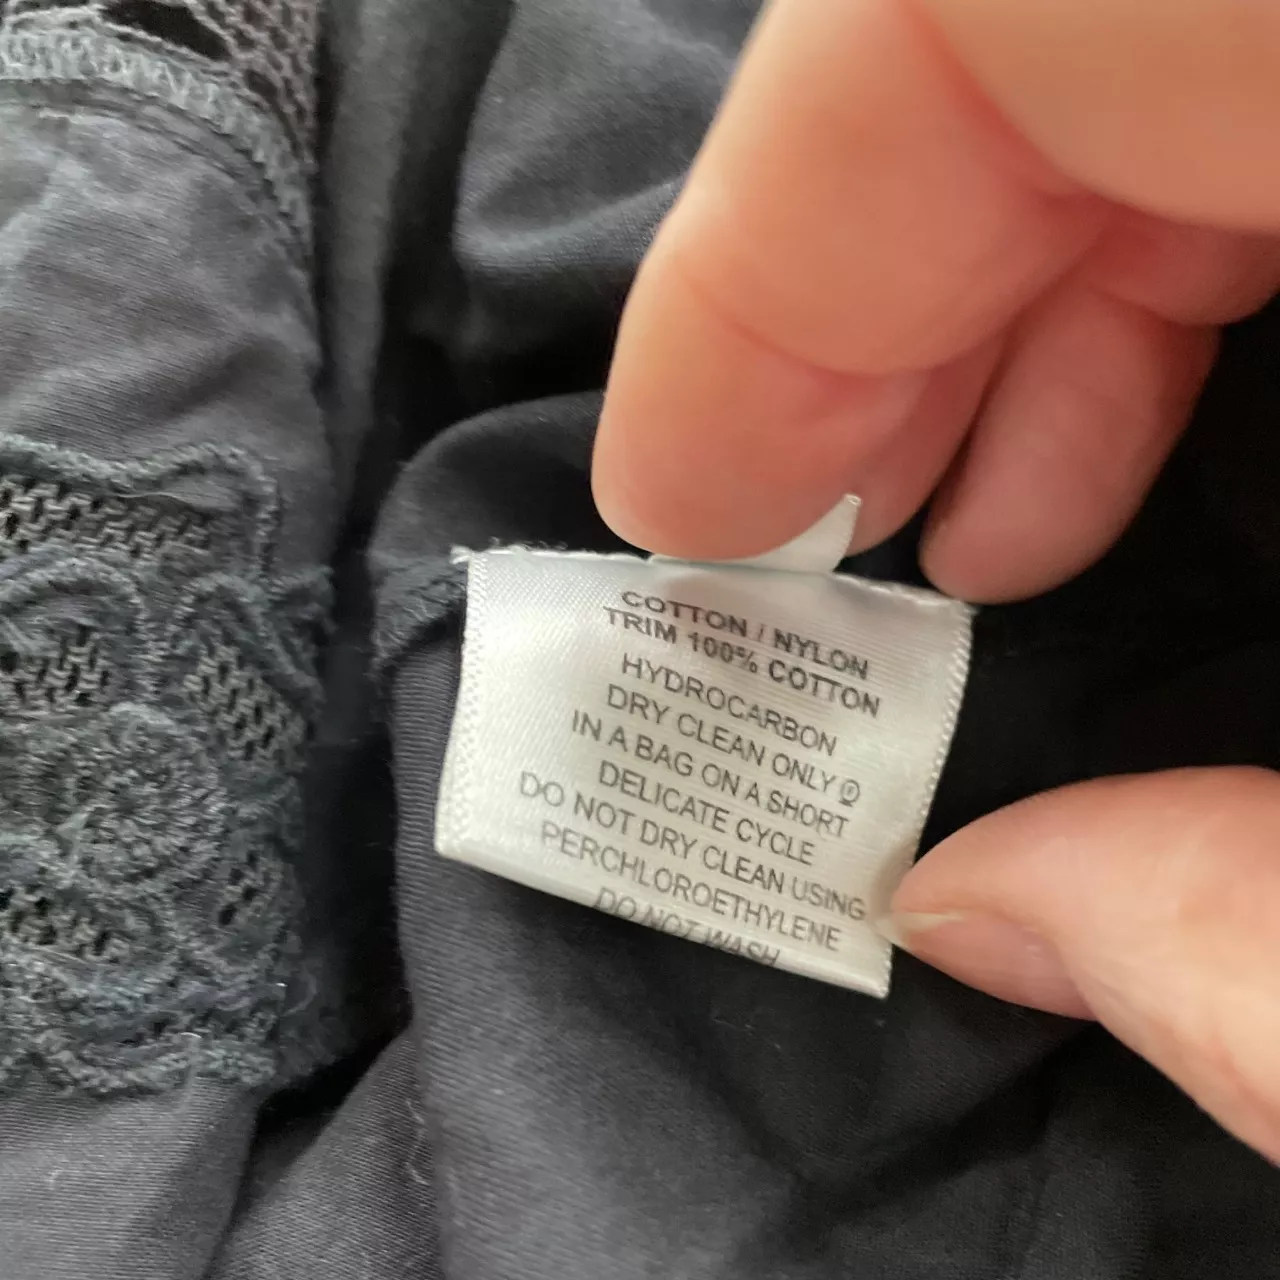 COTTON / NYLON
TRIM 100% COTTON
HYDROCARBON
DRY CLEAN ONLY Ⓕ
IN A BAG ON A SHORT
DELICATE CYCLE
DO NOT DRY CLEAN USING
PERCHLOROETHYLENE
DO NOT WASH